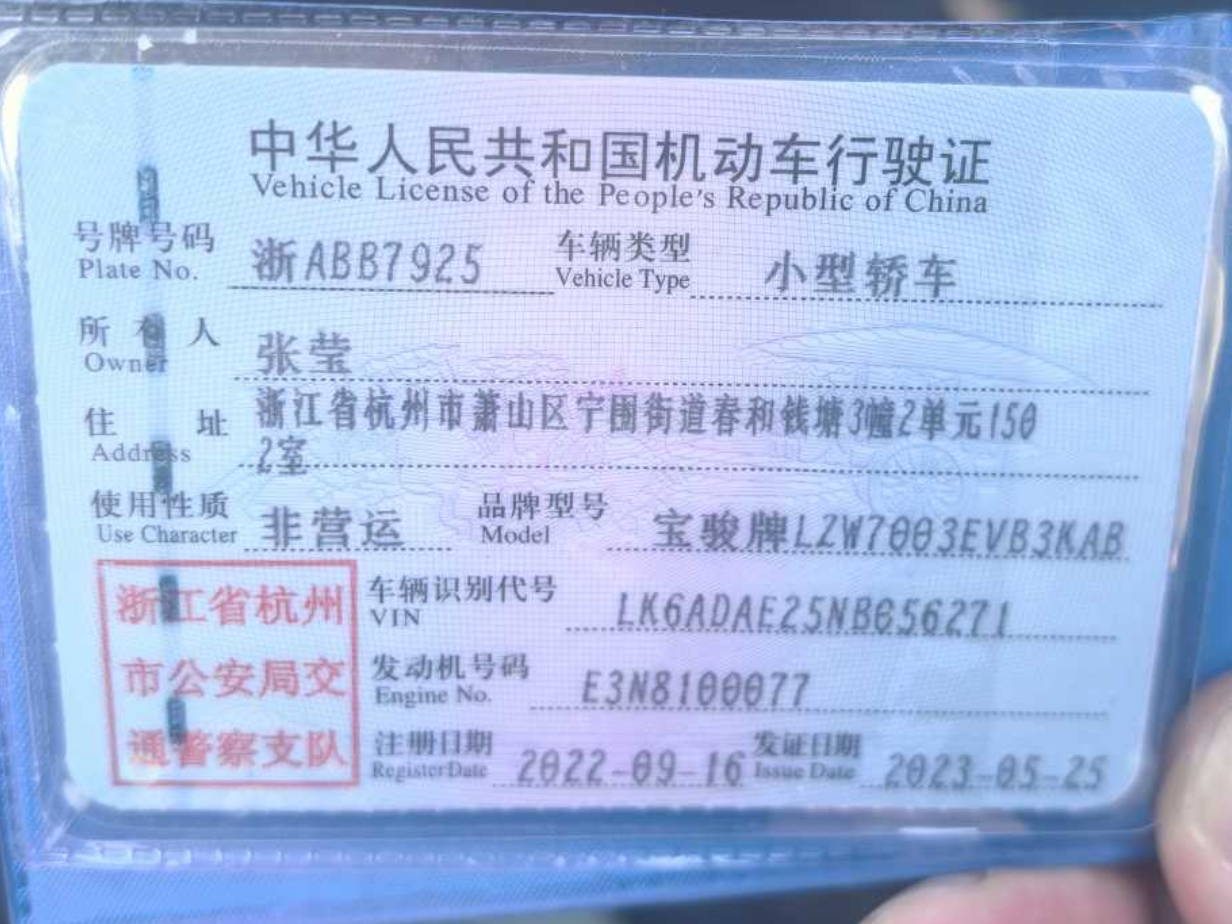 中华人民共和国机动车行驶证
Vehicle License of the People's Republic of China
号牌号码 浙ABB7925 车辆类型 小型轿车
Plate No. Vehicle Type
所有人 张莹
Owner
住址 浙江省杭州市萧山区宁围街道春和钱塘3幢2单元150
Address 2室
使用性质 非营运 品牌型号 宝骏牌LZW7003EVB3KAB
Use Character Model
浙江省杭州 车辆识别代号 LK6ADAE25NB656271
VIN
市公安局交 发动机号码 E3N8100077
Engine No.
通警察支队 注册日期 2022-09-16 发证日期 2023-05-25
Register Date Issue Date